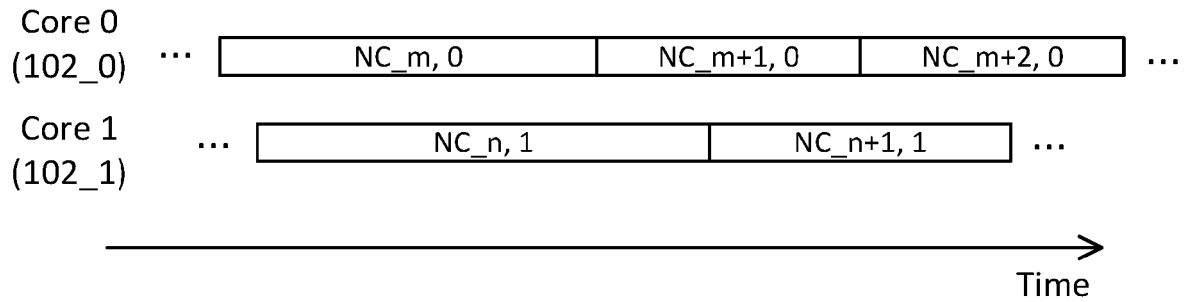 Core 0
(102_0)
... NC_m, 0 NC_m+1, 0 NC_m+2, 0 ...
Core 1
(102_1)
... NC_n, 1 NC_n+1, 1 ...
Time